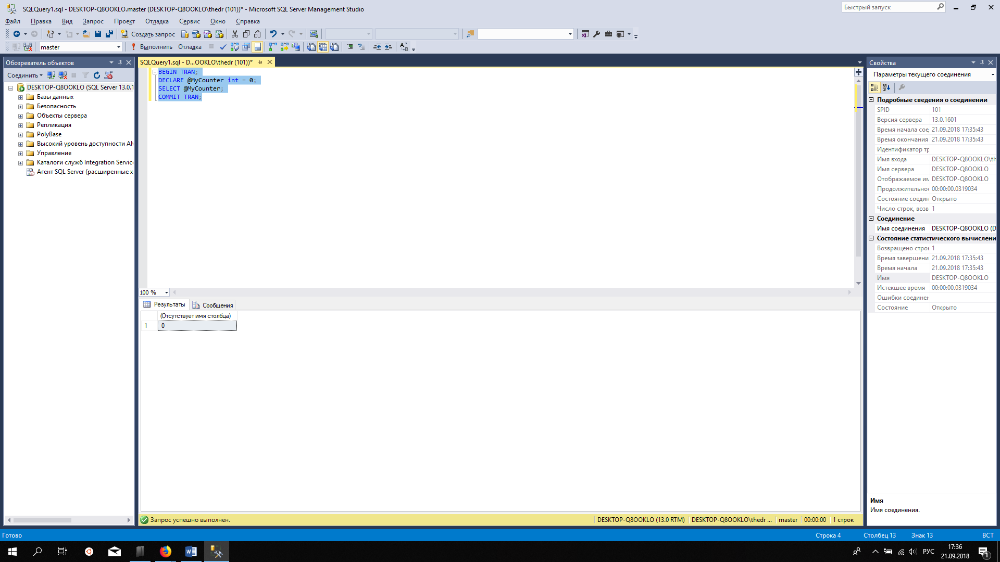 SQLQuery1.sql - DESKTOP-Q8OOKLO.master (DESKTOP-Q8OOKLO\thedr (101))* - Microsoft SQL Server Management Studio
Быстрый запуск
Файл Правка Вид Запрос Проект Отладка Сервис Окно Справка
Создать запрос
master
Выполнить Отладка
Обозреватель объектов
Соединить
DESKTOP-Q8OOKLO (SQL Server 13.0.1
Базы данных
Безопасность
Объекты сервера
Репликация
PolyBase
Высокий уровень доступности Al
Управление
Каталоги служб Integration Servic
Агент SQL Server (расширенные х
SQLQuery1.sql - D...OOKLO\thedr (101))*
BEGIN TRAN;
DECLARE @MyCounter int = 0;
SELECT @MyCounter;
COMMIT TRAN;
100 %
Результаты Сообщения
(Отсутствует имя столбца)
1 0
Запрос успешно выполнен.
DESKTOP-Q8OOKLO (13.0 RTM) DESKTOP-Q8OOKLO\thedr ... master 00:00:00 1 строк
Свойства
Параметры текущего соединения
Подробные сведения о соединении
SPID 101
Версия сервера 13.0.1601
Время начала сое 21.09.2018 17:35:43
Время окончания 21.09.2018 17:35:43
Идентификатор тр
Имя входа DESKTOP-Q8OOKLO\th
Имя сервера DESKTOP-Q8OOKLO
Отображаемое им DESKTOP-Q8OOKLO
Продолжительнос 00:00:00.0319034
Состояние соедин Открыто
Число строк, возв 1
Соединение
Имя соединения DESKTOP-Q8OOKLO (D
Состояние статистического вычислени
Возвращено строк 1
Время завершени 21.09.2018 17:35:43
Время начала 21.09.2018 17:35:43
Имя DESKTOP-Q8OOKLO
Истекшее время 00:00:00.0319034
Ошибки соединен
Состояние Открыто
Имя
Имя соединения.
Готово
Строка 4 Столбец 13 Знак 13 ВСТ
РУС
17:36
21.09.2018
1